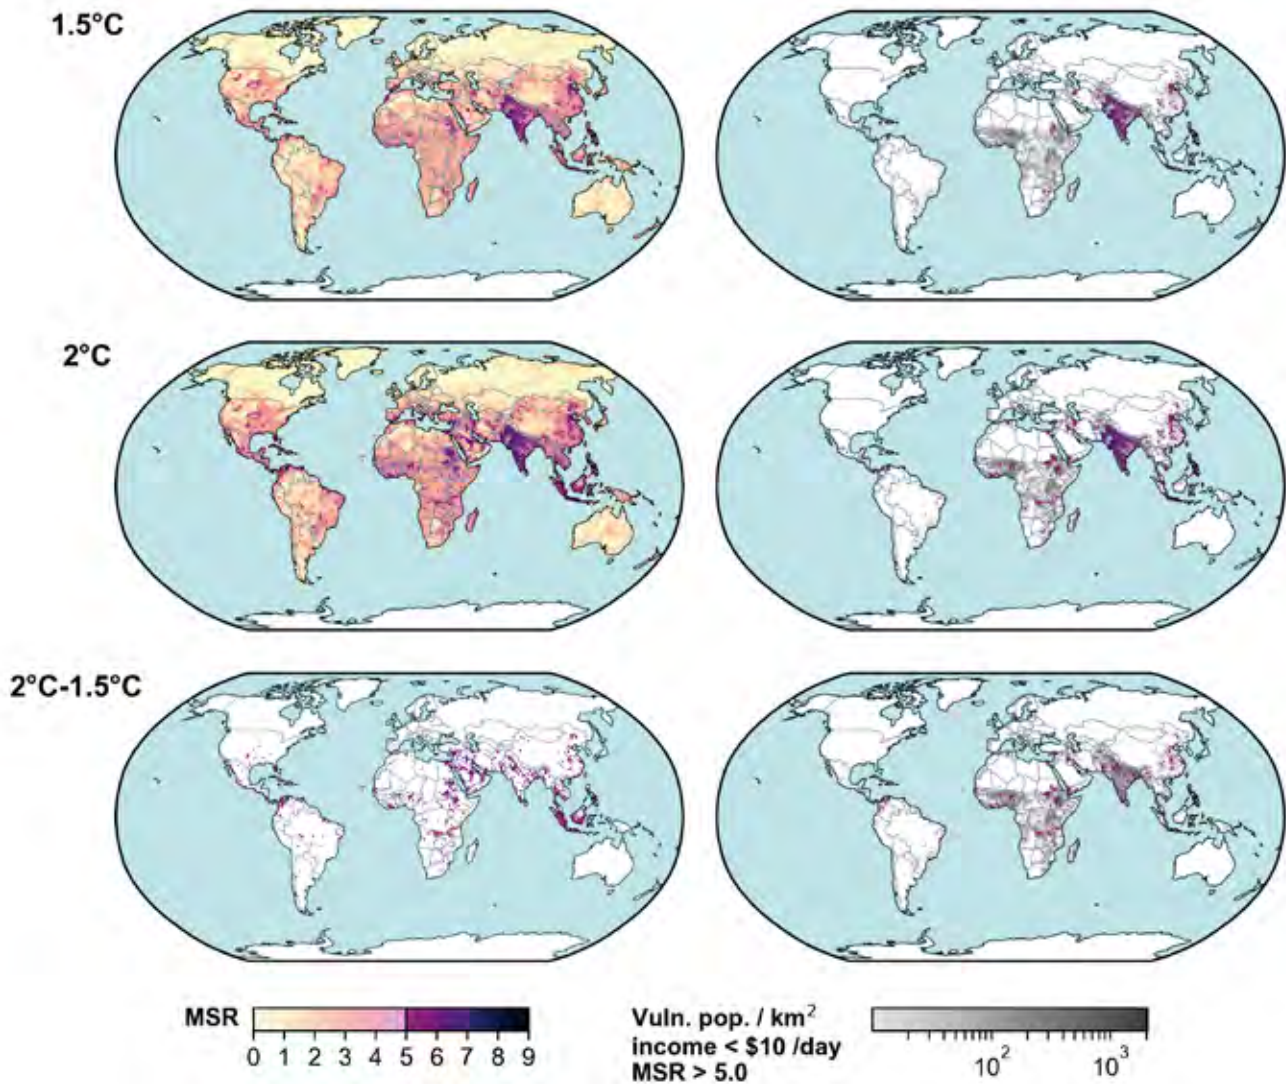 1.5°C
2°C
2°C-1.5°C
MSR
0 1 2 3 4 5 6 7 8 9
Vuln. pop. / km²
income < $10 /day
MSR > 5.0
10² 10³